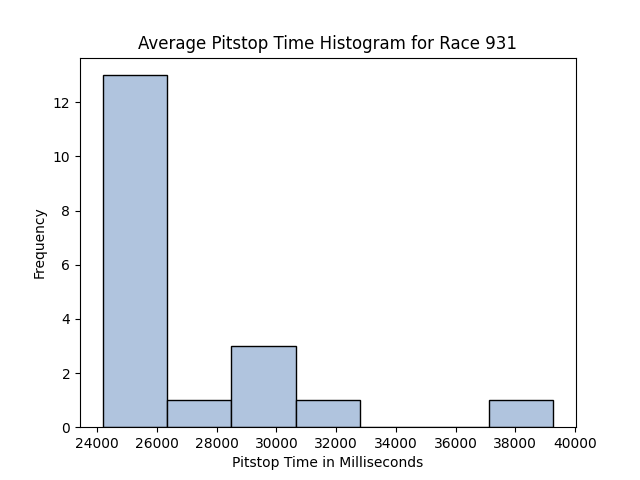 Average Pitstop Time Histogram for Race 931
12
10
8
6
4
2
0
Frequency
24000 26000 28000 30000 32000 34000 36000 38000 40000
Pitstop Time in Milliseconds